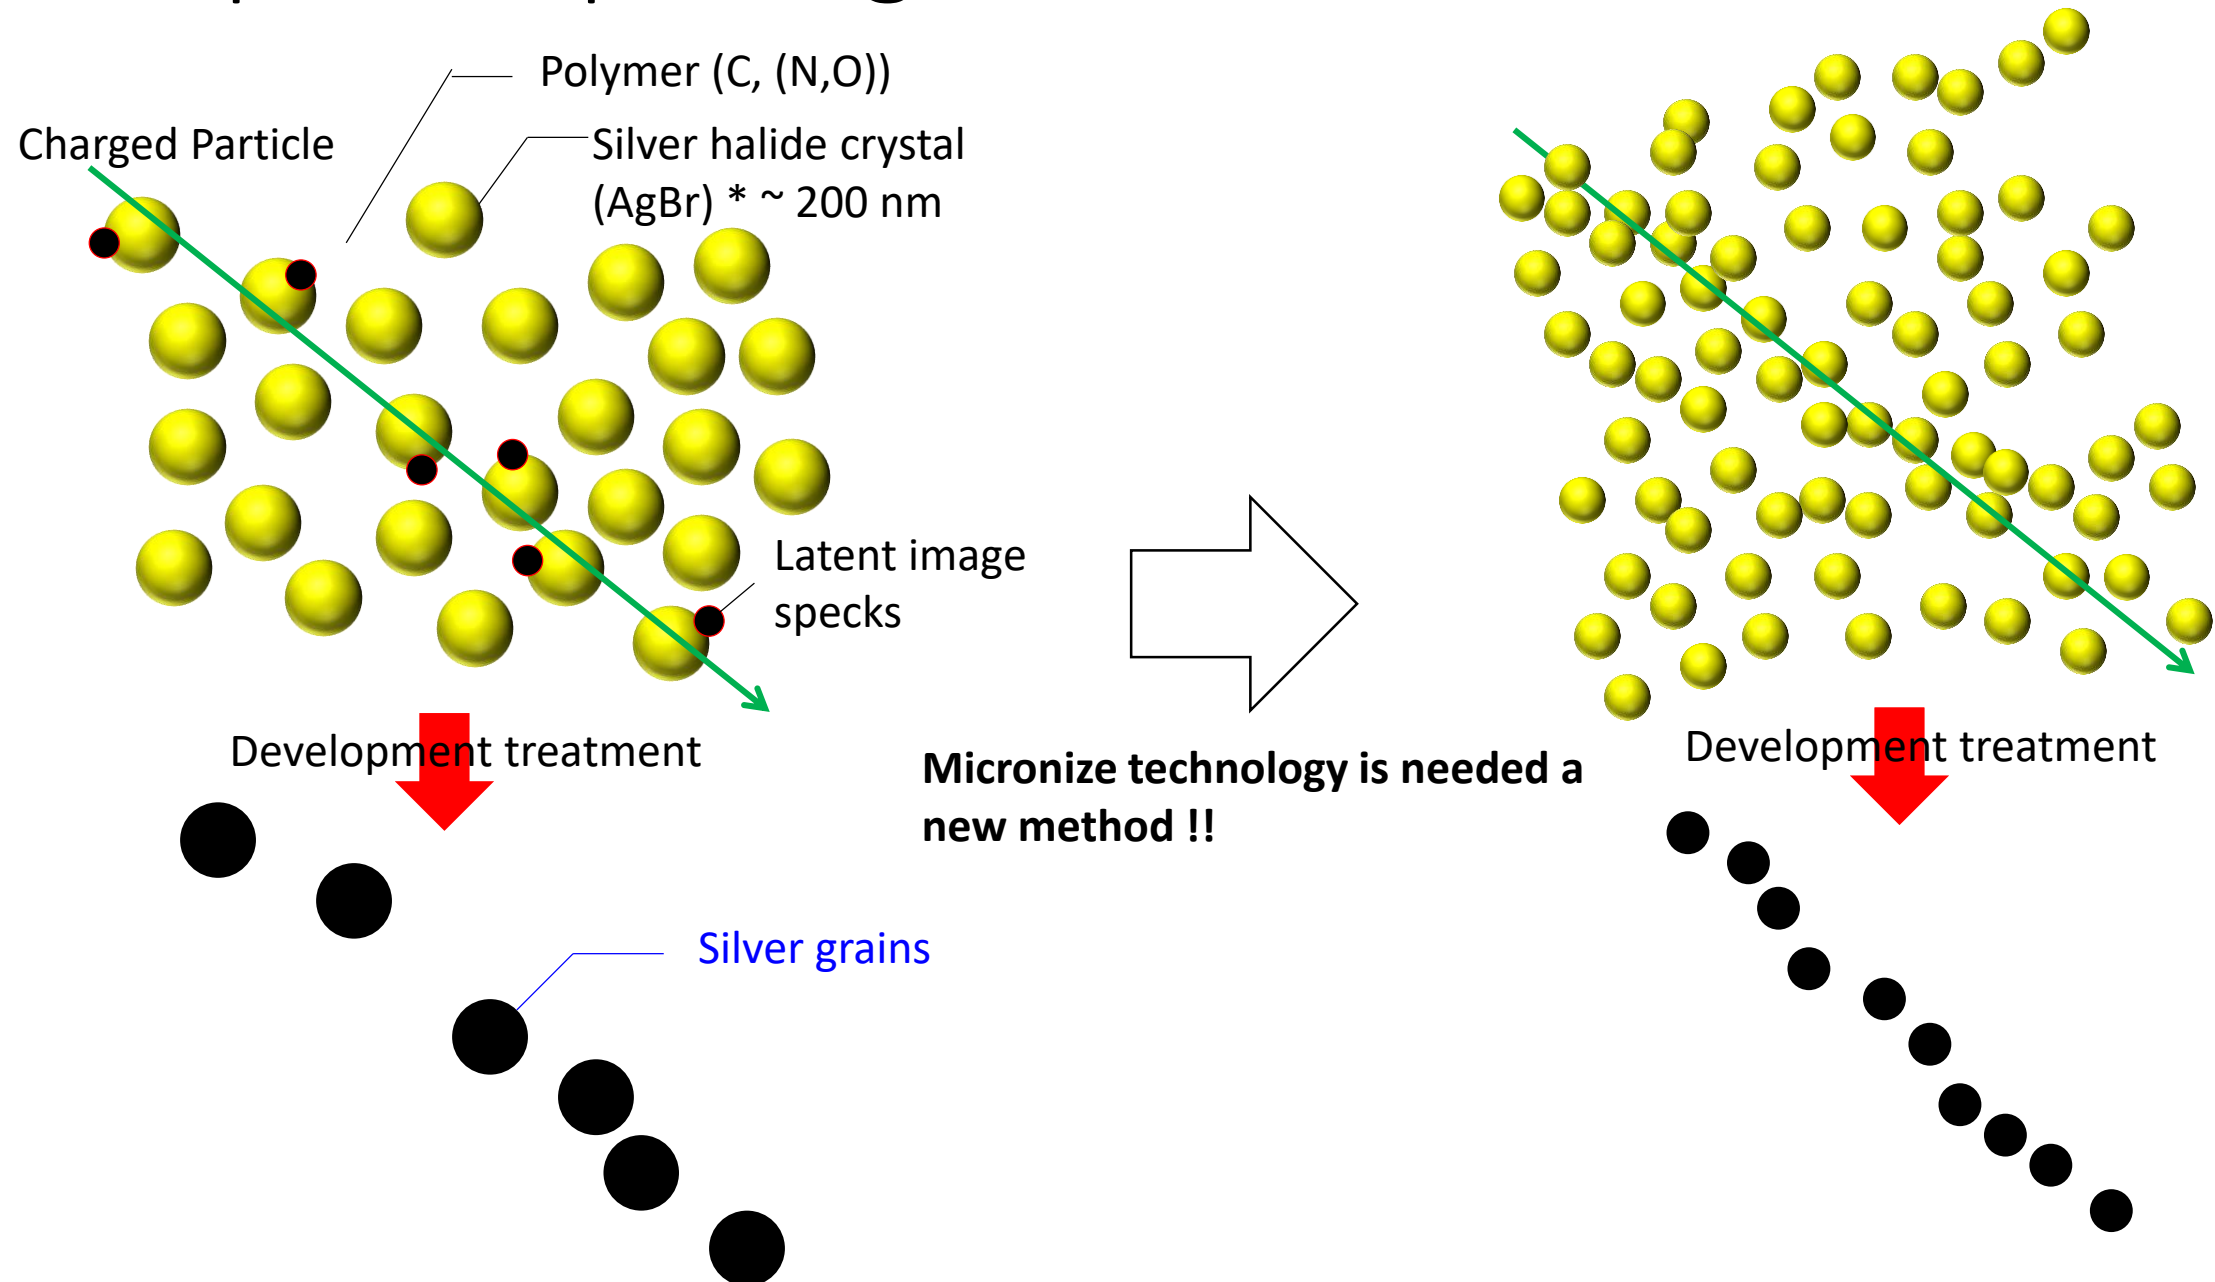 Polymer (C, (N,O))
Charged Particle
Silver halide crystal
(AgBr) * ~ 200 nm
Latent image
specks
Development treatment
Micronize technology is needed a
new method !!
Development treatment
Silver grains